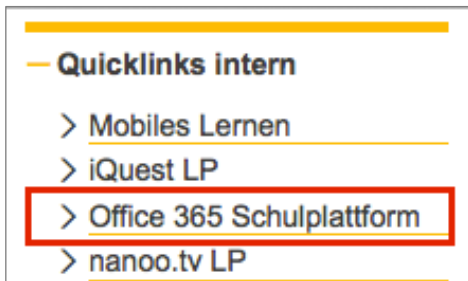 Quicklinks intern
Mobiles Lernen
iQuest LP
Office 365 Schulplattform
nanoo.tv LP